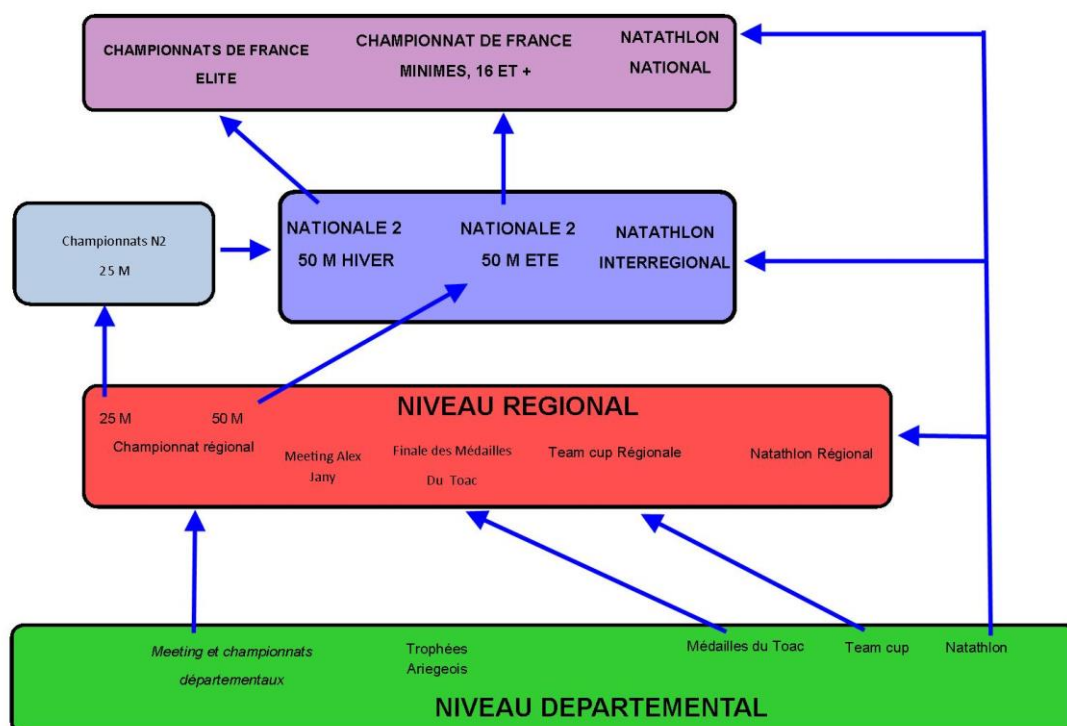 CHAMPIONNATS DE FRANCE
ELITE
CHAMPIONNAT DE FRANCE
MINIMES, 16 ET +
NATATHLON
NATIONAL
Championnats N2
25 M
NATIONALE 2
50 M HIVER
NATIONALE 2
50 M ETE
NATATHLON
INTERREGIONAL
NIVEAU REGIONAL
25 M
50 M
Championnat régional
Meeting Alex
Jany
Finale des Médailles
Du Toac
Team cup Régionale
Natathlon Régional
Meeting et championnats
départementaux
Trophées
Ariegeois
Médailles du Toac
Team cup
Natathlon
NIVEAU DEPARTEMENTAL